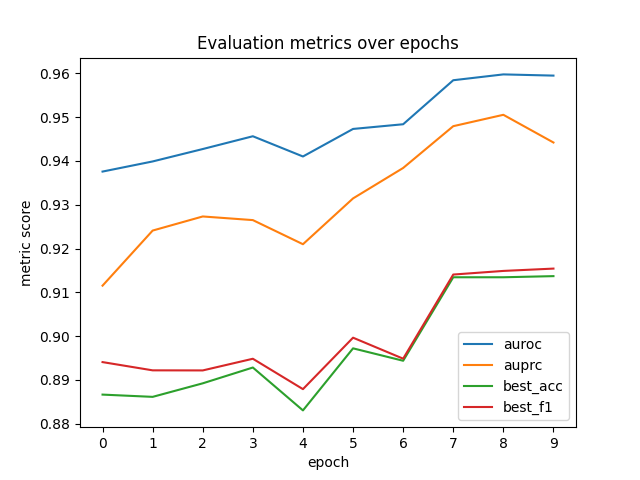 Evaluation metrics over epochs
0.96
0.95
0.94
0.93
0.92
0.91
0.90
0.89
0.88
metric score
0 1 2 3 4 5 6 7 8 9
epoch
auroc
auprc
best_acc
best_f1